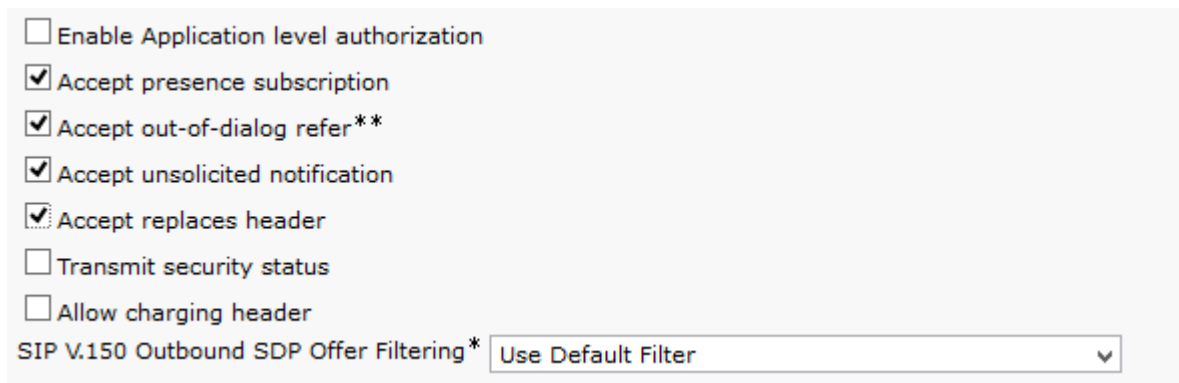 Enable Application level authorization
Accept presence subscription
Accept out-of-dialog refer**
Accept unsolicited notification
Accept replaces header
Transmit security status
Allow charging header
SIP V.150 Outbound SDP Offer Filtering* Use Default Filter